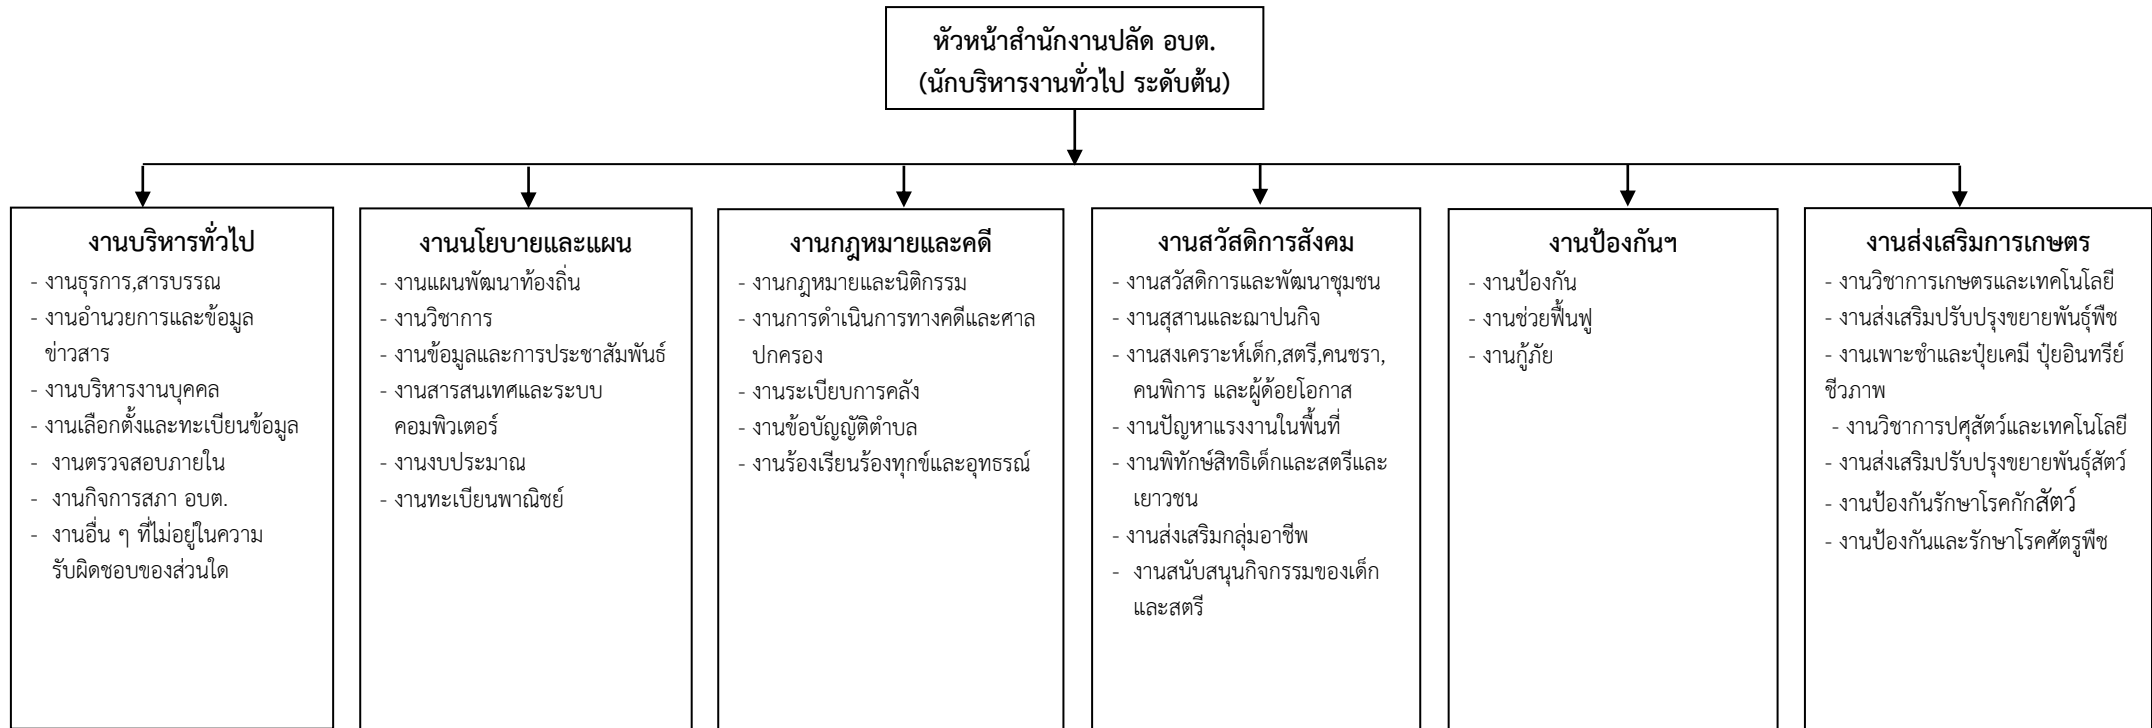 หัวหน้าสำนักงานปลัด อบต.
(นักบริหารงานทั่วไป ระดับต้น)
งานบริหารทั่วไป
- งานธุรการ,สารบรรณ
- งานอำนวยการและข้อมูล
ข่าวสาร
- งานบริหารงานบุคคล
- งานเลือกตั้งและทะเบียนข้อมูล
- งานตรวจสอบภายใน
- งานกิจการสภา อบต.
- งานอื่น ๆ ที่ไม่อยู่ในความ
รับผิดชอบของส่วนใด
งานนโยบายและแผน
- งานแผนพัฒนาท้องถิ่น
- งานวิชาการ
- งานข้อมูลและการประชาสัมพันธ์
- งานสารสนเทศและระบบ
คอมพิวเตอร์
- งานงบประมาณ
- งานทะเบียนพาณิชย์
งานกฎหมายและคดี
- งานกฎหมายและนิติกรรม
- งานการดำเนินการทางคดีและศาล
ปกครอง
- งานระเบียบการคลัง
- งานข้อบัญญัติตำบล
- งานร้องเรียนร้องทุกข์และอุทธรณ์
งานสวัสดิการสังคม
- งานสวัสดิการและพัฒนาชุมชน
- งานสุสานและฌาปนกิจ
- งานสงเคราะห์เด็ก,สตรี,คนชรา,
คนพิการ และผู้ด้อยโอกาส
- งานปัญหาแรงงานในพื้นที่
- งานพิทักษ์สิทธิเด็กและสตรีและ
เยาวชน
- งานส่งเสริมกลุ่มอาชีพ
- งานสนับสนุนกิจกรรมของเด็ก
และสตรี
งานป้องกันฯ
- งานป้องกัน
- งานช่วยฟื้นฟู
- งานกู้ภัย
งานส่งเสริมการเกษตร
- งานวิชาการเกษตรและเทคโนโลยี
- งานส่งเสริมปรับปรุงขยายพันธุ์พืช
- งานเพาะชำและปุ๋ยเคมี ปุ๋ยอินทรีย์
ชีวภาพ
- งานวิชาการปศุสัตว์และเทคโนโลยี
- งานส่งเสริมปรับปรุงขยายพันธุ์สัตว์
- งานป้องกันรักษาโรคกักสัตว์
- งานป้องกันและรักษาโรคศัตรูพืช